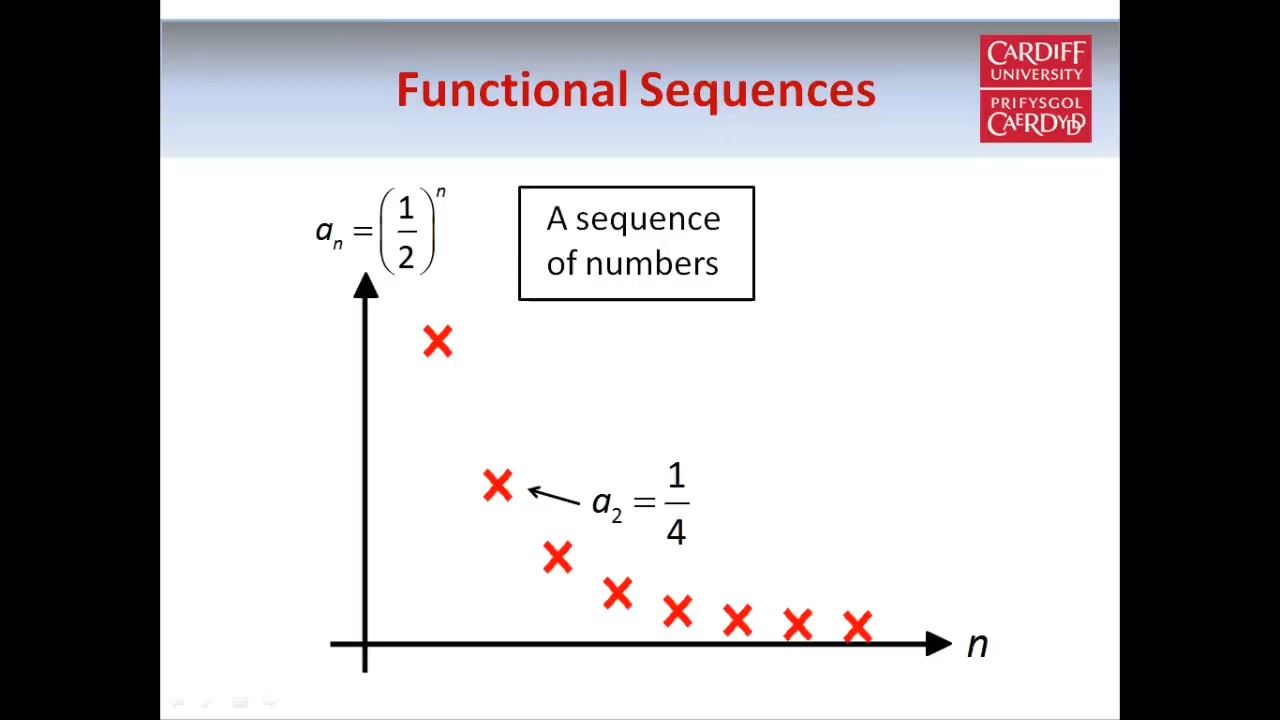 Functional Sequences
CARDIFF
UNIVERSITY
PRIFYSGOL
CAERDYDD
aₙ = (1/2)ⁿ
A sequence
of numbers
a₂ = 1/4
n